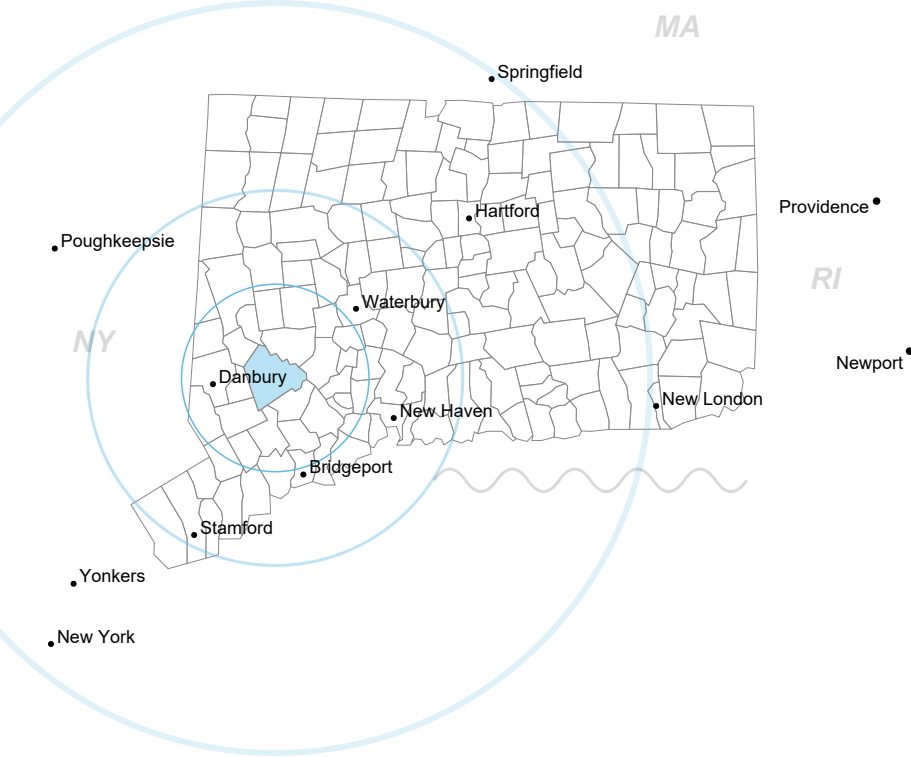 MA
Springfield
Providence
Hartford
Poughkeepsie
RI
Waterbury
NY
Newport
Danbury
New London
New Haven
Bridgeport
Stamford
Yonkers
New York